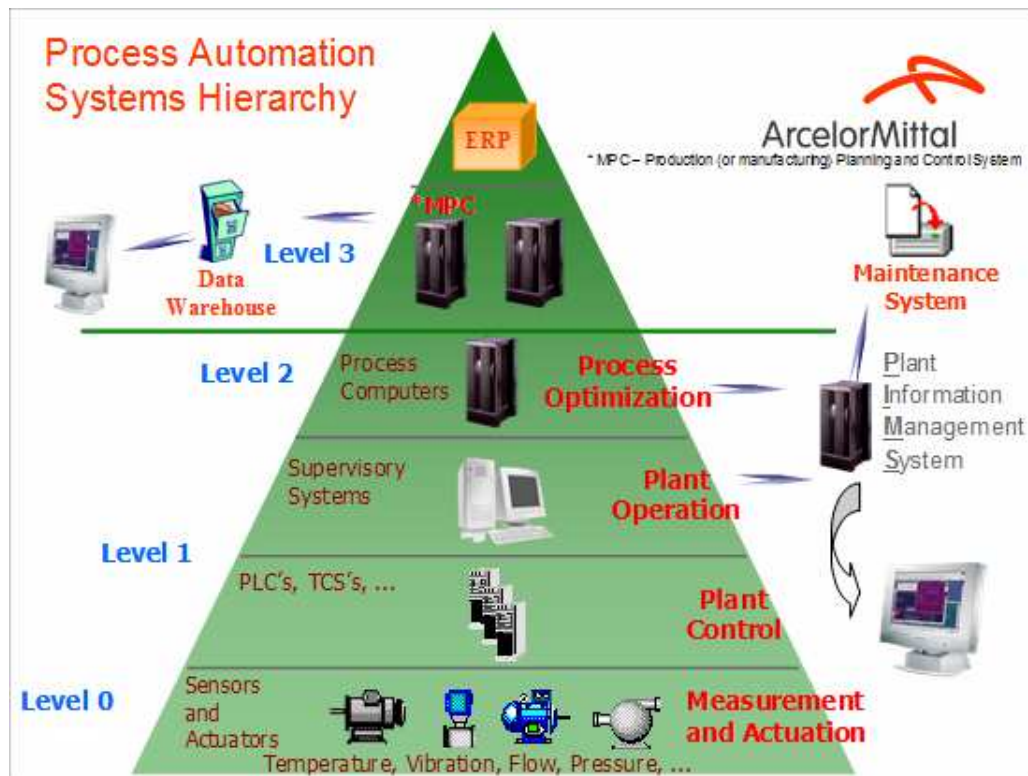 Process Automation
Systems Hierarchy
ERP
ArcelorMittal
* MPC – Production (or manufacturing) Planning and Control System
*MPC
Level 3
Data
Warehouse
Maintenance
System
Level 2
Process
Computers
Process
Optimization
Plant
Information
Management
System
Supervisory
Systems
Plant
Operation
Level 1
PLC's, TCS's, ...
Plant
Control
Level 0
Sensors
and
Actuators
Measurement
and Actuation
Temperature, Vibration, Flow, Pressure, ...